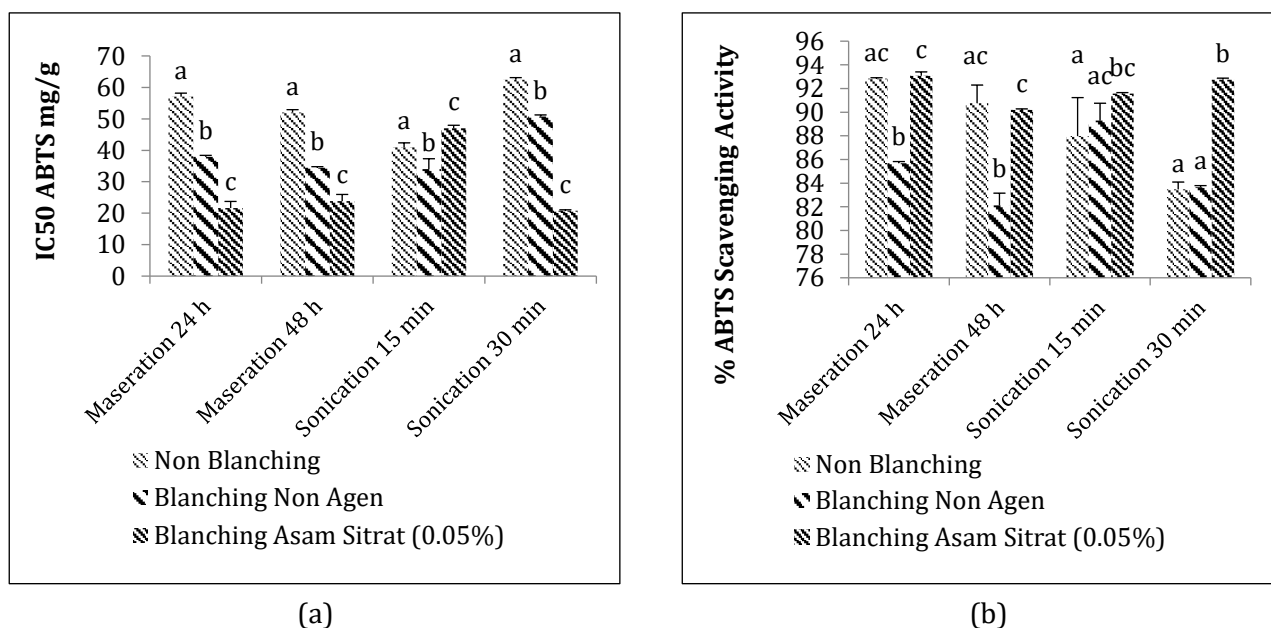 IC50 ABTS mg/g
70
60
50
40
30
20
10
0
a
b
c
a
b
c
a
b
c
a
b
c
Maseration 24 h
Maseration 48 h
Sonication 15 min
Sonication 30 min
Non Blanching
Blanching Non Agen
Blanching Asam Sitrat (0.05%)
(a)
% ABTS Scavenging Activity
96
94
92
90
88
86
84
82
80
78
76
ac
b
c
ac
b
c
a
ac
bc
a
a
b
Maseration 24 h
Maseration 48 h
Sonication 15 min
Sonication 30 min
Non Blanching
Blanching Non Agen
Blanching Asam Sitrat (0.05%)
(b)